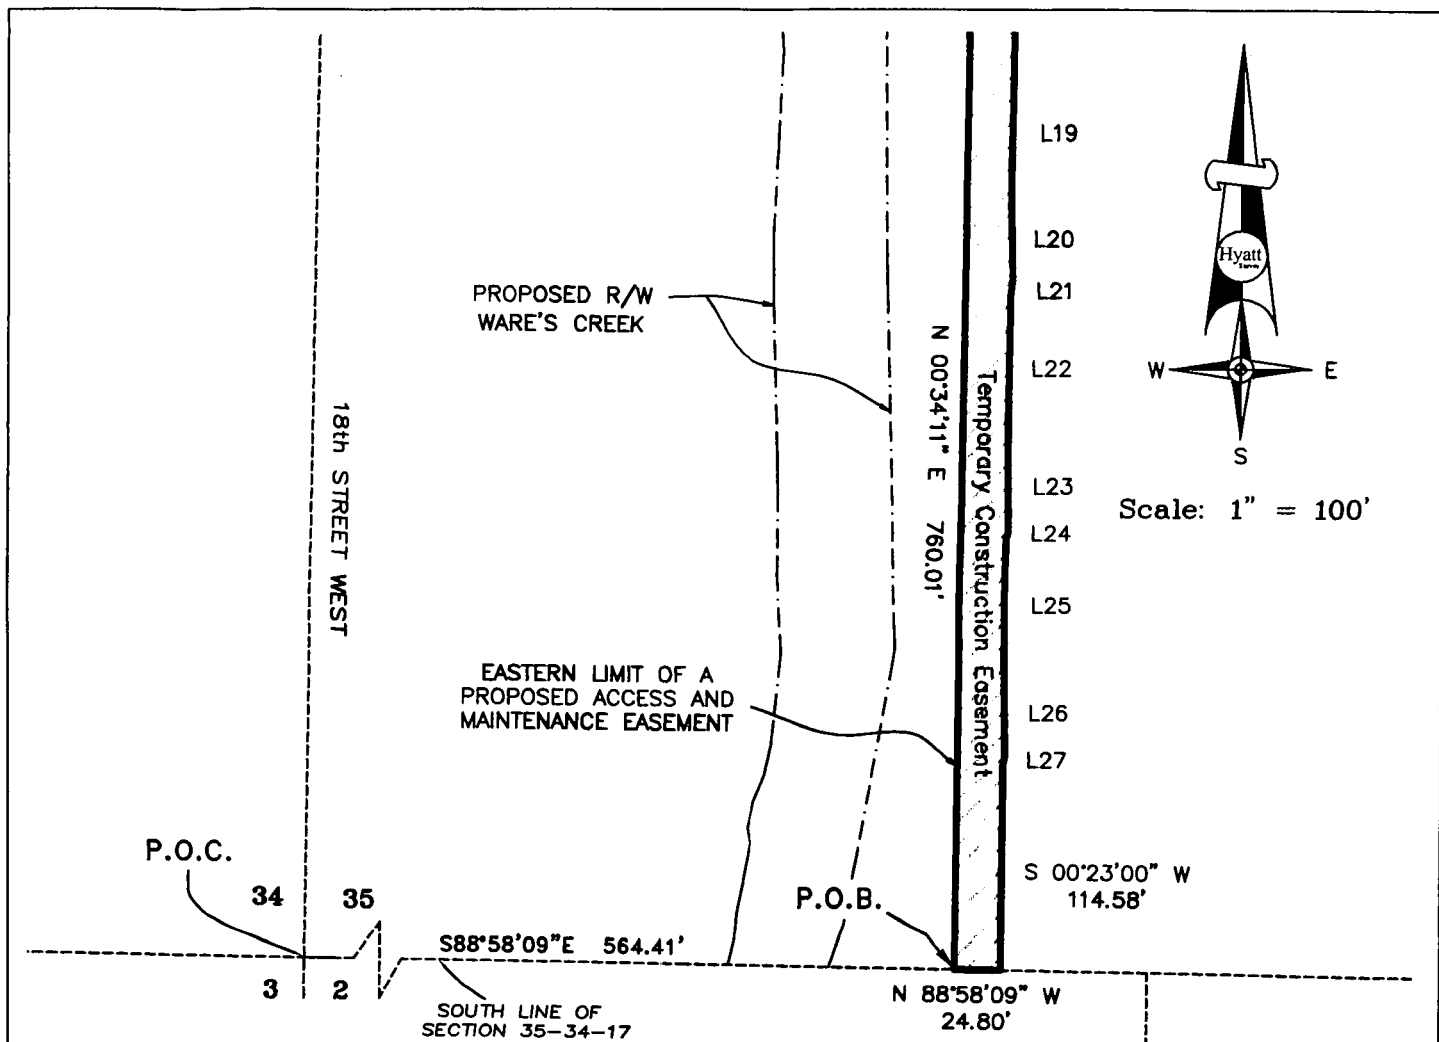 L19
L20
L21
L22
L23
L24
L25
L26
L27
Hyatt
Survey
W
E
S
Scale: 1" = 100'
PROPOSED R/W
WARE'S CREEK
18th STREET WEST
N 00°34'11" E 760.01'
Temporary Construction Easement
EASTERN LIMIT OF A
PROPOSED ACCESS AND
MAINTENANCE EASEMENT
P.O.C.
34
35
3
2
S88°58'09"E 564.41'
SOUTH LINE OF
SECTION 35-34-17
P.O.B.
S 00°23'00" W
114.58'
N 88°58'09" W
24.80'